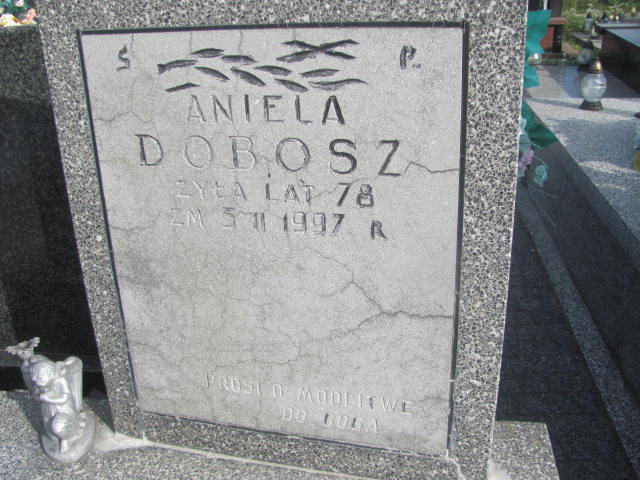 Ś P.
ANIELA
DOBOSZ
ŻYŁA LAT 78
ZM 5 II 1997 R
PROSI O MODLITWĘ
DO BOGA